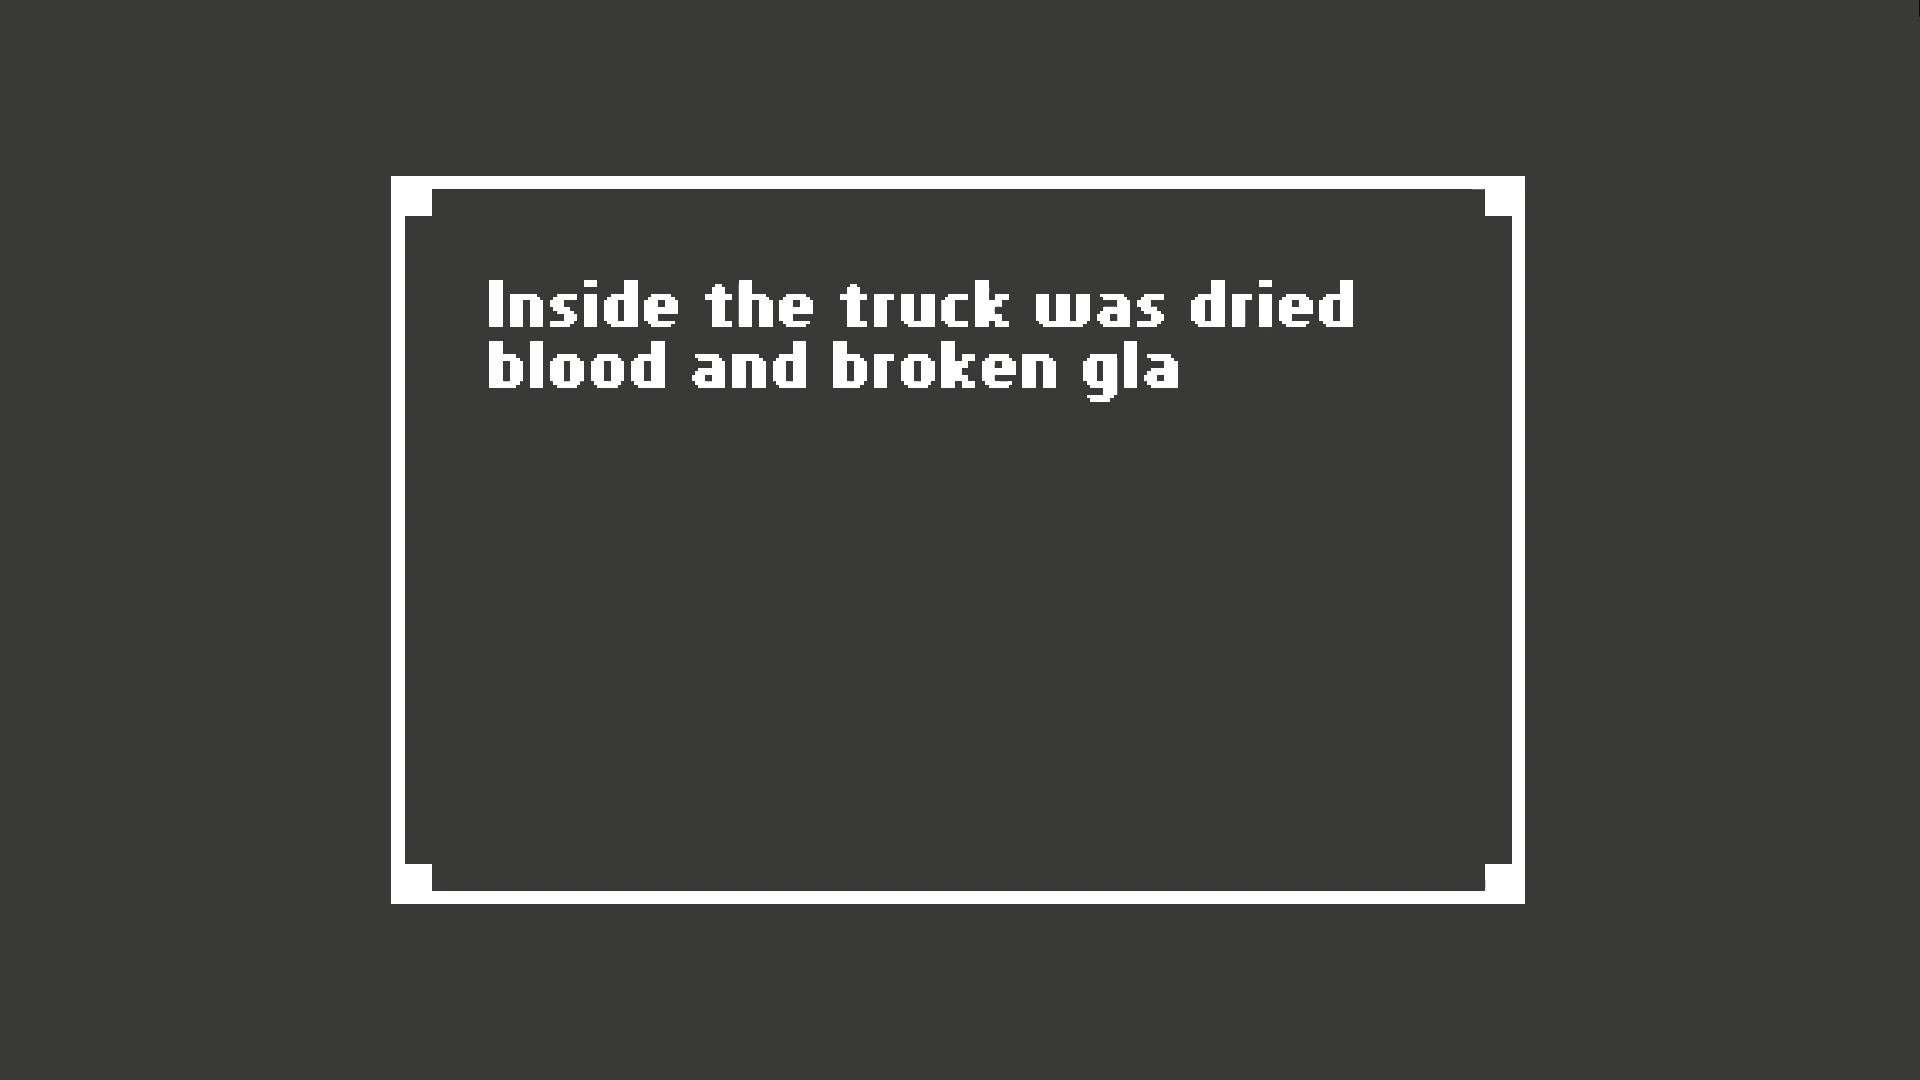 Inside the truck was dried
blood and broken gla